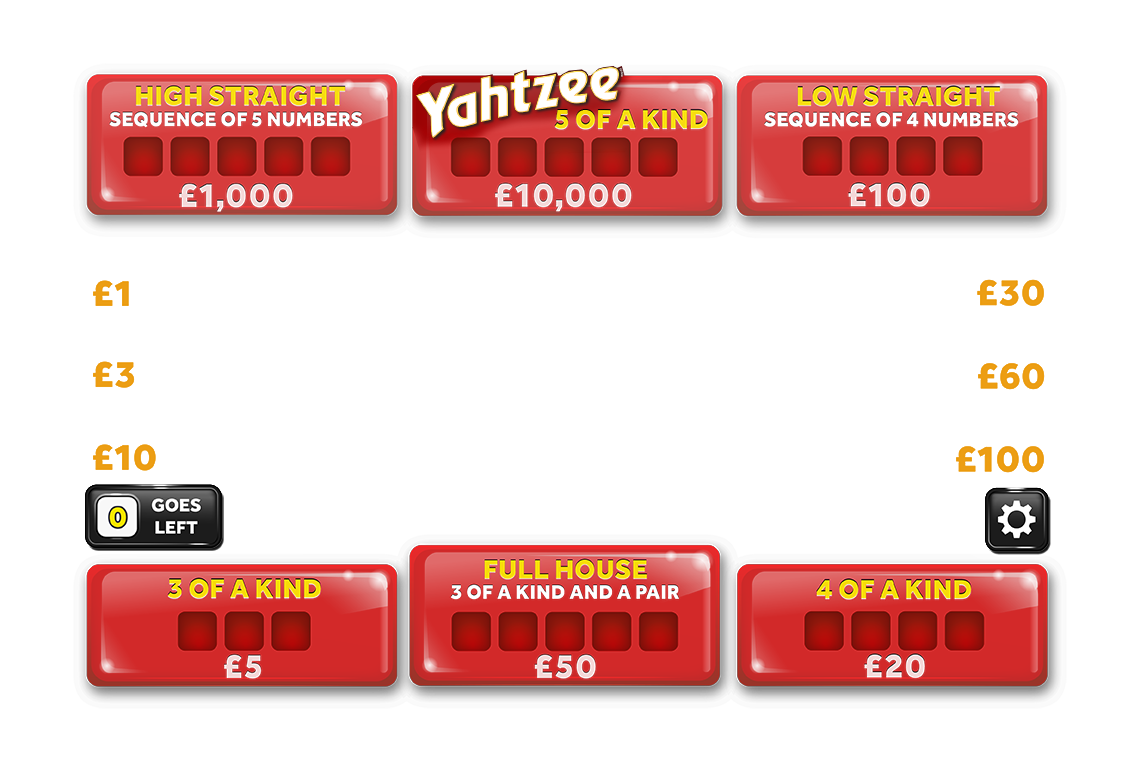 HIGH STRAIGHT
SEQUENCE OF 5 NUMBERS
£1,000
Yahtzee
5 OF A KIND
£10,000
LOW STRAIGHT
SEQUENCE OF 4 NUMBERS
£100
£1
£30
£3
£60
£10
£100
0
GOES
LEFT
3 OF A KIND
£5
FULL HOUSE
3 OF A KIND AND A PAIR
£50
4 OF A KIND
£20